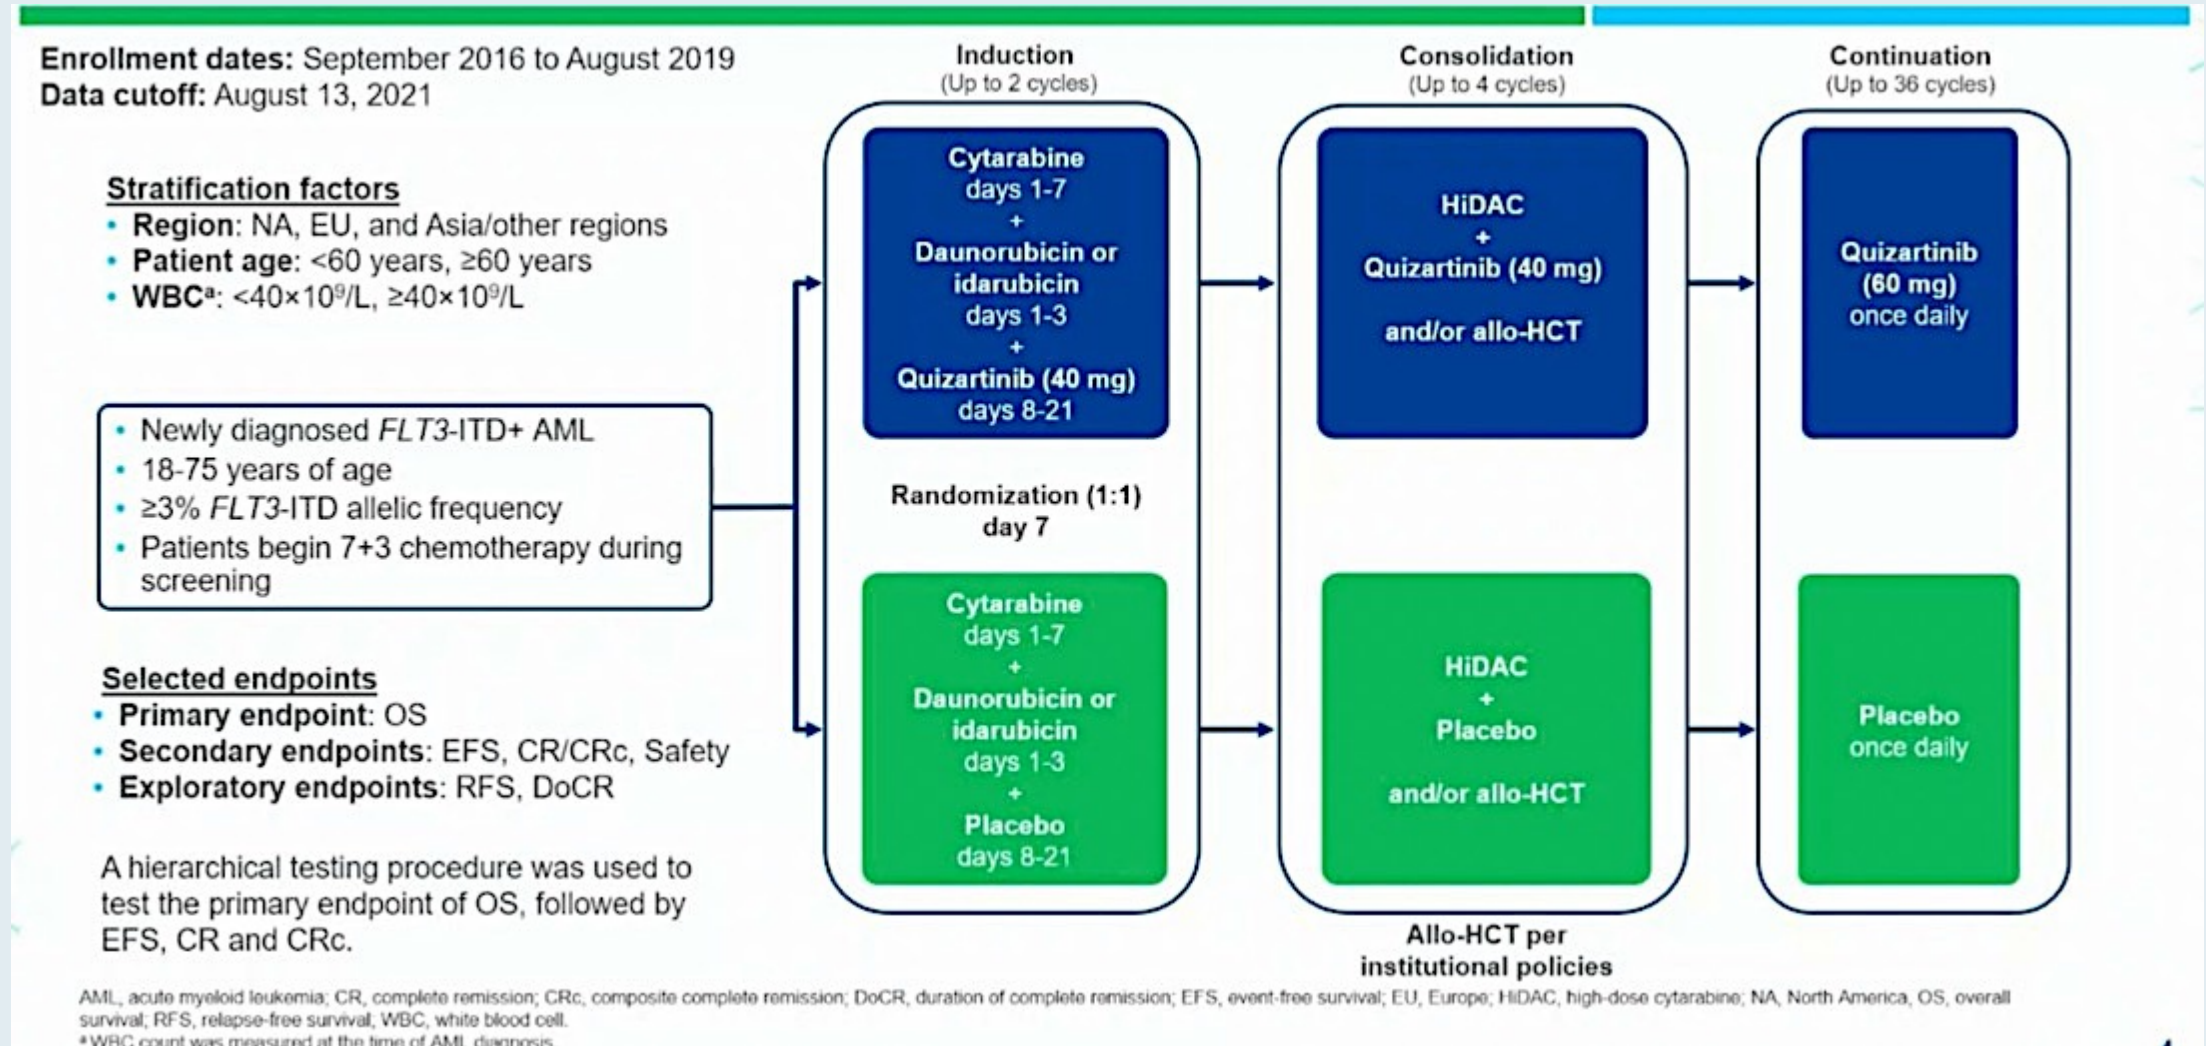 Enrollment dates: September 2016 to August 2019
Data cutoff: August 13, 2021
Stratification factors
• Region: NA, EU, and Asia/other regions
• Patient age: <60 years, ≥60 years
• WBCᵃ: <40×10⁹/L, ≥40×10⁹/L
• Newly diagnosed FLT3-ITD+ AML
• 18-75 years of age
• ≥3% FLT3-ITD allelic frequency
• Patients begin 7+3 chemotherapy during
screening
Selected endpoints
• Primary endpoint: OS
• Secondary endpoints: EFS, CR/CRc, Safety
• Exploratory endpoints: RFS, DoCR
A hierarchical testing procedure was used to
test the primary endpoint of OS, followed by
EFS, CR and CRc.
Induction
(Up to 2 cycles)
Cytarabine
days 1-7
+
Daunorubicin or
idarubicin
days 1-3
+
Quizartinib (40 mg)
days 8-21
Randomization (1:1)
day 7
Cytarabine
days 1-7
+
Daunorubicin or
idarubicin
days 1-3
+
Placebo
days 8-21
Consolidation
(Up to 4 cycles)
HiDAC
+
Quizartinib (40 mg)
and/or allo-HCT
HiDAC
+
Placebo
and/or allo-HCT
Allo-HCT per
institutional policies
Continuation
(Up to 36 cycles)
Quizartinib
(60 mg)
once daily
Placebo
once daily
AML, acute myeloid leukemia; CR, complete remission; CRc, composite complete remission; DoCR, duration of complete remission; EFS, event-free survival; EU, Europe; HiDAC, high-dose cytarabine; NA, North America, OS, overall
survival; RFS, relapse-free survival; WBC, white blood cell.
ᵃ WBC count was measured at the time of AML diagnosis